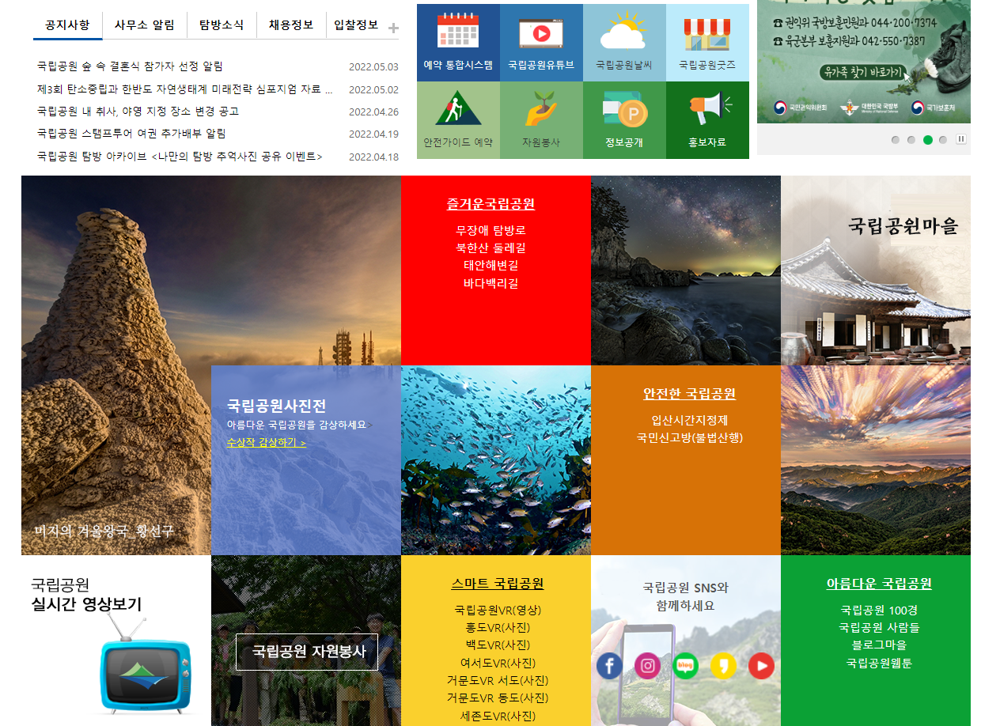 공지사항 사무소 알림 탐방소식 채용정보 입찰정보
국립공원 숲 속 결혼식 참가자 선정 알림 2022.05.03
제3회 탄소중립과 한반도 자연생태계 미래전략 심포지엄 자료 ... 2022.05.02
국립공원 내 취사, 야영 지정 장소 변경 공고 2022.04.26
국립공원 스탬프투어 여권 추가배부 알림 2022.04.19
국립공원 탐방 아카이브 <나만의 탐방 추억사진 공유 이벤트> 2022.04.18
예약 통합시스템 국립공원유튜브 국립공원날씨 국립공원굿즈
안전가이드 예약 자원봉사 정보공개 홍보자료
☎ 권익위 국방보훈민원과 044·200·7374
☎ 육군본부 보훈지원과 042·550·7387
유가족 찾기 바로가기
국민권익위원회 대한민국 국방부 국가보훈처
Ministry of National Defense
미지의 겨울왕국_황선구
즐거운국립공원
무장애 탐방로
북한산 둘레길
태안해변길
바다백리길
국립공원마을
국립공원사진전
아름다운 국립공원을 감상하세요>
수상작 감상하기 >
안전한 국립공원
입산시간지정제
국민신고방(불법산행)
국립공원
실시간 영상보기
국립공원 자원봉사
스마트 국립공원
국립공원VR(영상)
홍도VR(사진)
백도VR(사진)
여서도VR(사진)
거문도VR 서도(사진)
거문도VR 동도(사진)
세존도VR(사진)
국립공원 SNS와
함께하세요
blog
아름다운 국립공원
국립공원 100경
국립공원 사람들
블로그마을
국립공원웹툰